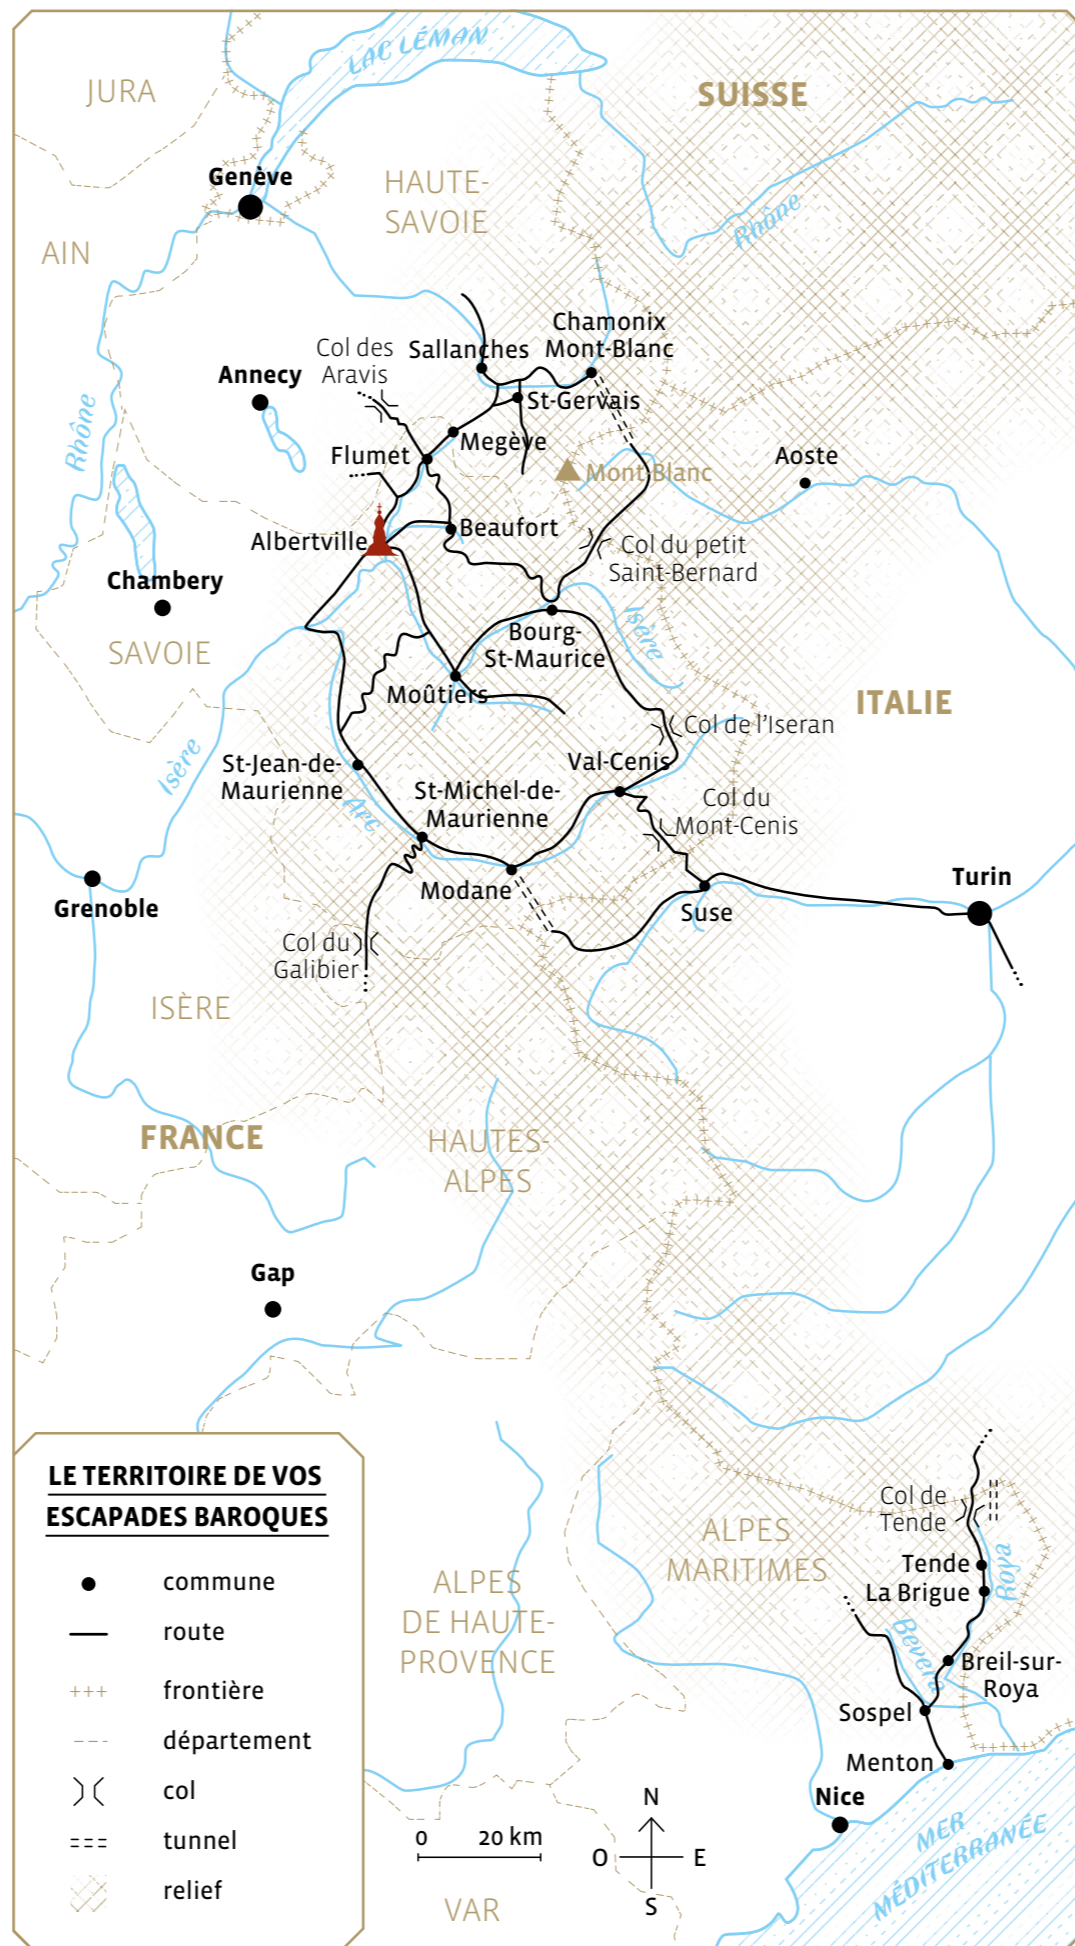 LAC LÉMAN
JURA
SUISSE
Genève
HAUTE-
SAVOIE
Rhône
AIN
Chamonix
Mont-Blanc
Col des
Aravis
Sallanches
Annecy
St-Gervais
Rhône
Megève
Flumet
Mont-Blanc
Aoste
Beaufort
Albertville
Col du petit
Saint-Bernard
Chambery
Isère
SAVOIE
Bourg-
St-Maurice
Moûtiers
ITALIE
Col de l'Iseran
Isère
St-Jean-de-
Maurienne
Val-Cenis
St-Michel-de-
Maurienne
Col du
Mont-Cenis
Arc
Modane
Turin
Grenoble
Suse
Col du
Galibier
ISÈRE
FRANCE
HAUTES-
ALPES
Gap
LE TERRITOIRE DE VOS
ESCAPADES BAROQUES
commune
route
frontière
département
col
tunnel
relief
Col de
Tende
ALPES
MARITIMES
Tende
La Brigue
Roya
ALPES
DE HAUTE-
PROVENCE
Bevera
Breil-sur-
Roya
Sospel
Menton
Nice
MER
MÉDITERRANÉE
0 20 km
N
O E
S
VAR